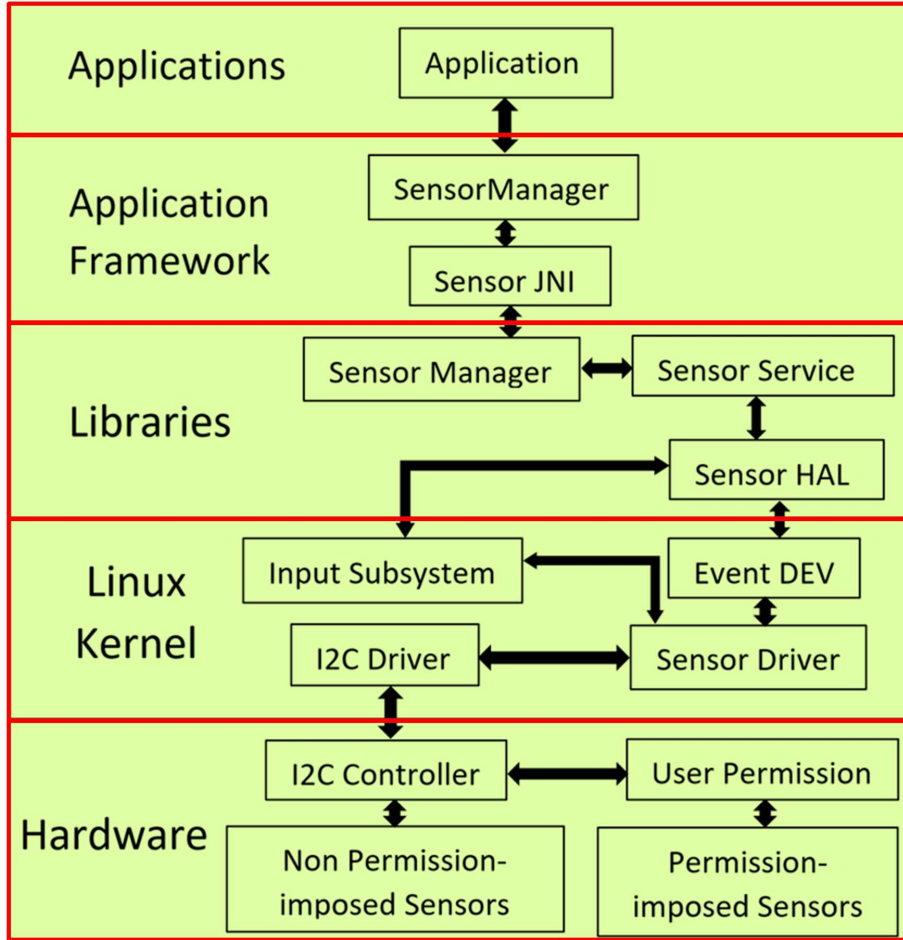 Applications
Application
Application
Framework
SensorManager
Sensor JNI
Libraries
Sensor Manager
Sensor Service
Sensor HAL
Linux
Kernel
Input Subsystem
Event DEV
I2C Driver
Sensor Driver
Hardware
I2C Controller
User Permission
Non Permission-
imposed Sensors
Permission-
imposed Sensors